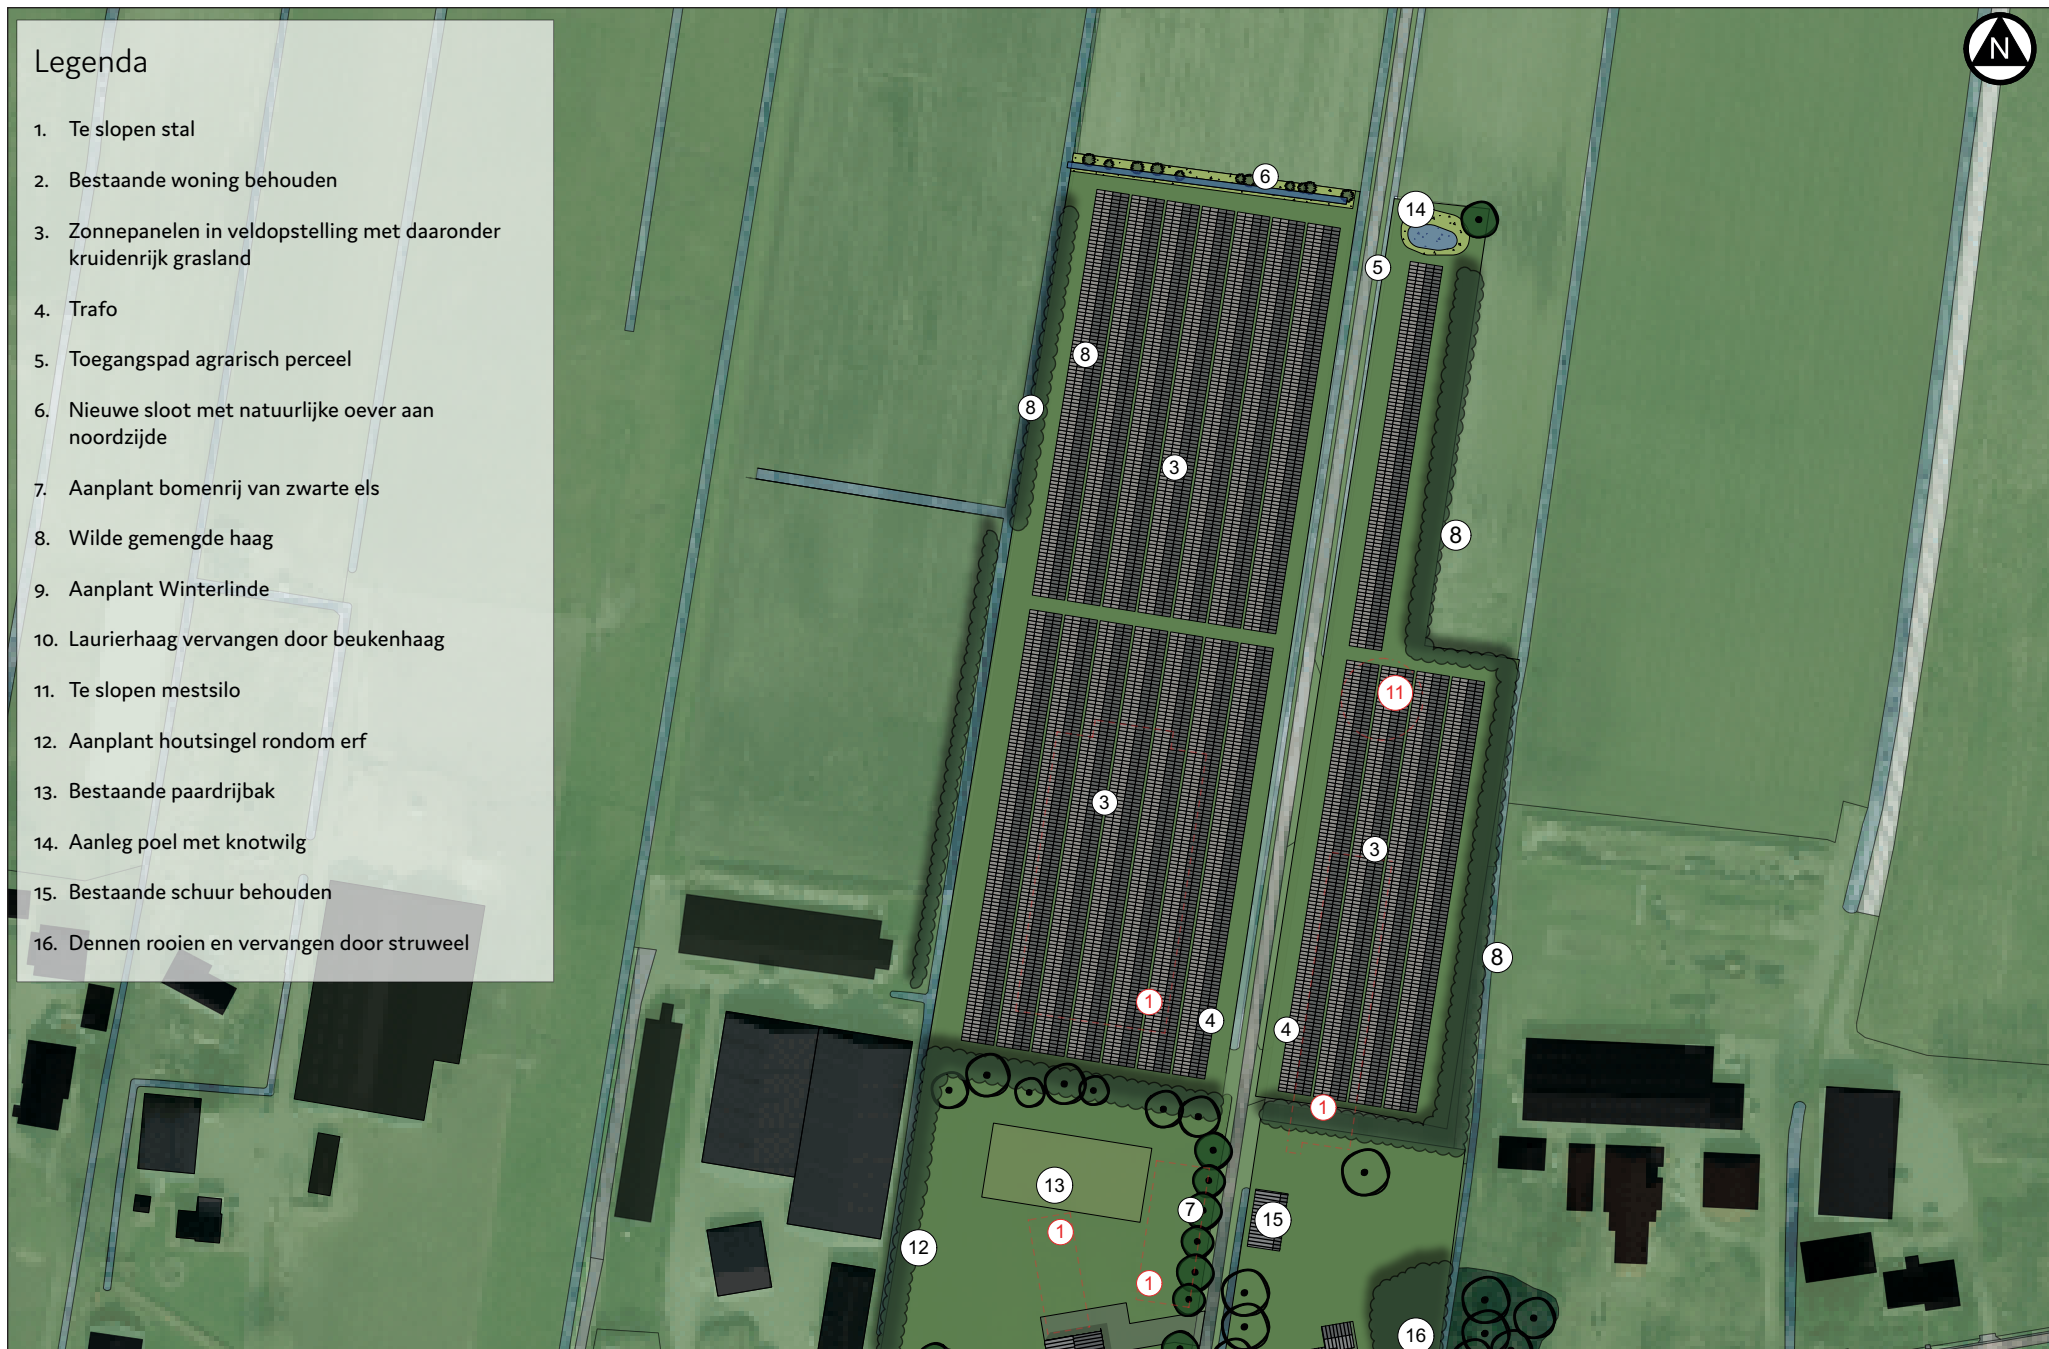 Legenda
1. Te slopen stal
2. Bestaande woning behouden
3. Zonnepanelen in veldopstelling met daaronder
kruidenrijk grasland
4. Trafo
5. Toegangspad agrarisch perceel
6. Nieuwe sloot met natuurlijke oever aan
noordzijde
7. Aanplant bomenrij van zwarte els
8. Wilde gemengde haag
9. Aanplant Winterlinde
10. Laurierhaag vervangen door beukenhaag
11. Te slopen mestsilo
12. Aanplant houtsingel rondom erf
13. Bestaande paardrijbak
14. Aanleg poel met knotwilg
15. Bestaande schuur behouden
16. Dennen rooien en vervangen door struweel
N
6
14
5
8
8
3
8
11
3
3
8
1
4
4
1
13
7
15
1
12
1
16